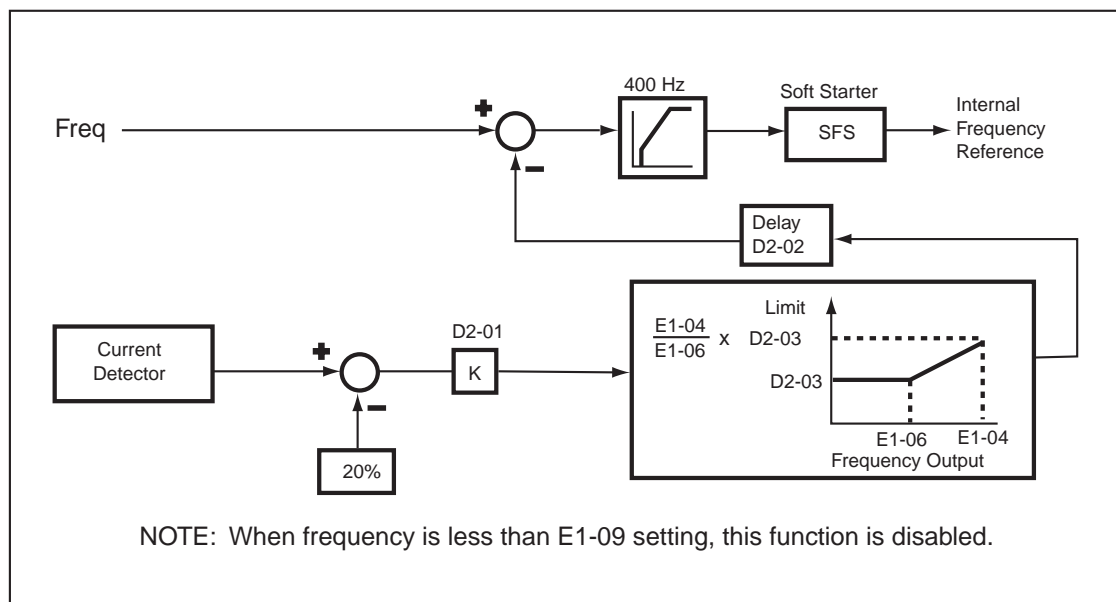 400 Hz
Soft Starter
Freq
+
−
SFS
Internal
Frequency
Reference
Delay
D2-02
Current
Detector
+
−
20%
D2-01
K
E1-04
E1-06
x
D2-03
Limit
D2-03
E1-06
E1-04
Frequency Output
NOTE: When frequency is less than E1-09 setting, this function is disabled.